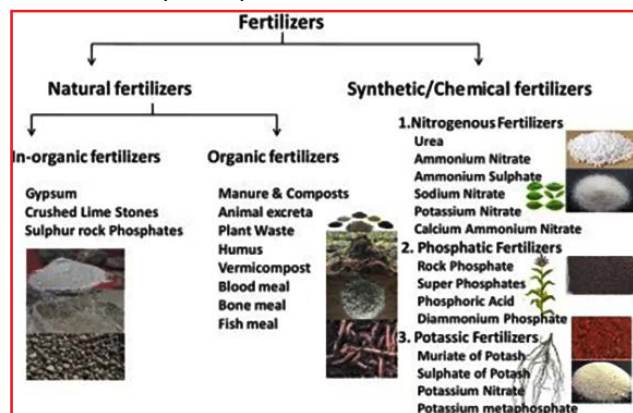 Fertilizers
Natural fertilizers
Synthetic/Chemical fertilizers
In-organic fertilizers
Gypsum
Crushed Lime Stones
Sulphur rock Phosphates
Organic fertilizers
Manure & Composts
Animal excreta
Plant Waste
Humus
Vermicompost
Blood meal
Bone meal
Fish meal
1.Nitrogenous Fertilizers
Urea
Ammonium Nitrate
Ammonium Sulphate
Sodium Nitrate
Potassium Nitrate
Calcium Ammonium Nitrate
2. Phosphatic Fertilizers
Rock Phosphate
Super Phosphates
Phosphoric Acid
Diammonium Phosphate
3. Potassic Fertilizers
Muriate of Potash
Sulphate of Potash
Potassium Nitrate
Potassium metaphosphate